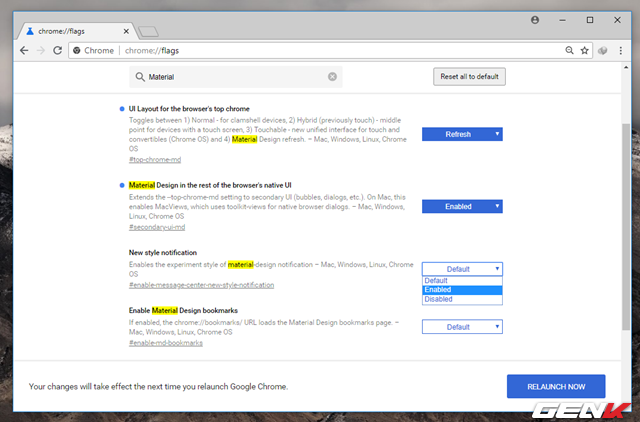 chrome://flags
Chrome | chrome://flags
Material
Reset all to default
UI Layout for the browser's top chrome
Toggles between 1) Normal - for clamshell devices, 2) Hybrid (previously touch) - middle
point for devices with a touch screen, 3) Touchable - new unified interface for touch and
convertibles (Chrome OS) and 4) Material Design refresh. – Mac, Windows, Linux, Chrome
OS
#top-chrome-md
Refresh
Material Design in the rest of the browser's native UI
Extends the --top-chrome-md setting to secondary UI (bubbles, dialogs, etc.). On Mac, this
enables MacViews, which uses toolkit-views for native browser dialogs. – Mac, Windows,
Linux, Chrome OS
#secondary-ui-md
Enabled
New style notification
Enables the experiment style of material-design notification – Mac, Windows, Linux, Chrome
OS
#enable-message-center-new-style-notification
Default
Default
Enabled
Disabled
Enable Material Design bookmarks
If enabled, the chrome://bookmarks/ URL loads the Material Design bookmarks page. –
Mac, Windows, Linux, Chrome OS
#enable-md-bookmarks
Default
Your changes will take effect the next time you relaunch Google Chrome.
RELAUNCH NOW
GENK